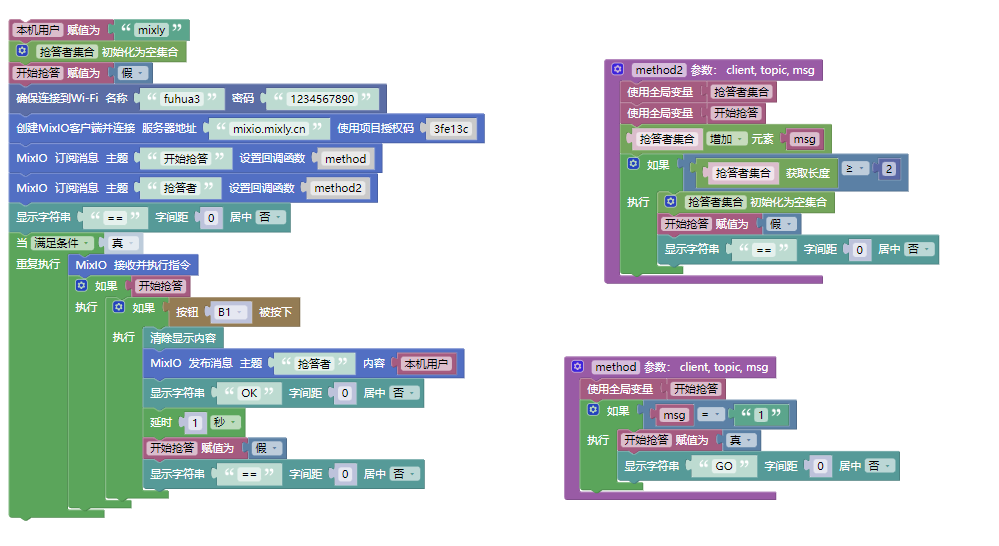 本机用户 赋值为 “ mixly ”
抢答者集合 初始化为空集合
开始抢答 赋值为 假
确保连接到Wi-Fi 名称 “ fuhua3 ” 密码 “ 1234567890 ”
创建MixIO客户端并连接 服务器地址 “ mixio.mixly.cn ” 使用项目授权码 3fe13c
MixIO 订阅消息 主题 “ 开始抢答 ” 设置回调函数 method
MixIO 订阅消息 主题 “ 抢答者 ” 设置回调函数 method2
显示字符串 “ == ” 字间距 0 居中 否
当 满足条件 真
重复执行 MixIO 接收并执行指令
如果 开始抢答
执行 如果 按钮 B1 被按下
执行 清除显示内容
MixIO 发布消息 主题 “ 抢答者 ” 内容 本机用户
显示字符串 “ OK ” 字间距 0 居中 否
延时 1 秒
开始抢答 赋值为 假
显示字符串 “ == ” 字间距 0 居中 否
method2 参数： client, topic, msg
使用全局变量 抢答者集合
使用全局变量 开始抢答
抢答者集合 增加 元素 msg
如果 抢答者集合 获取长度 ≥ 2
执行 抢答者集合 初始化为空集合
开始抢答 赋值为 假
显示字符串 “ == ” 字间距 0 居中 否
method 参数： client, topic, msg
使用全局变量 开始抢答
如果 msg = “ 1 ”
执行 开始抢答 赋值为 真
显示字符串 “ GO ” 字间距 0 居中 否